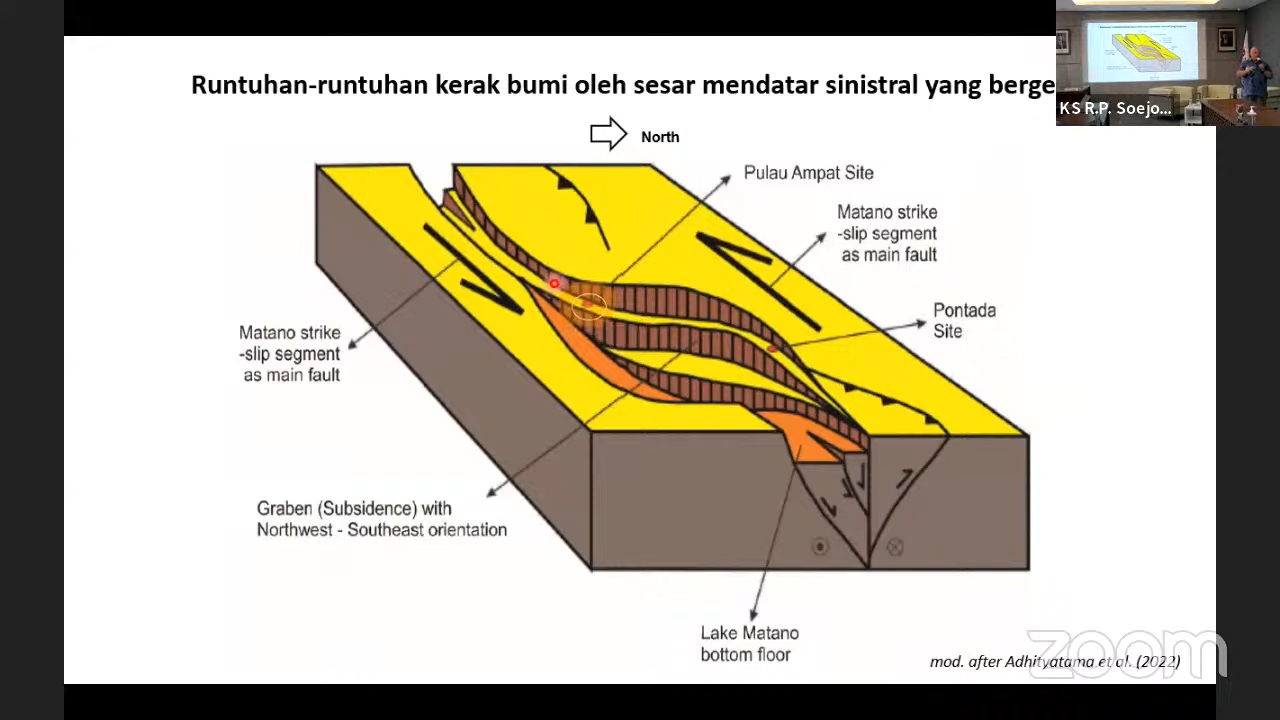 Runtuhan-runtuhan kerak bumi oleh sesar mendatar sinistral yang berge
KS R.P. Soejo...
North
Pulau Ampat Site
Matano strike
-slip segment
as main fault
Pontada
Site
Matano strike
-slip segment
as main fault
Graben (Subsidence) with
Northwest - Southeast orientation
Lake Matano
bottom floor
mod. after Adhityatama et al. (2022)
zoom